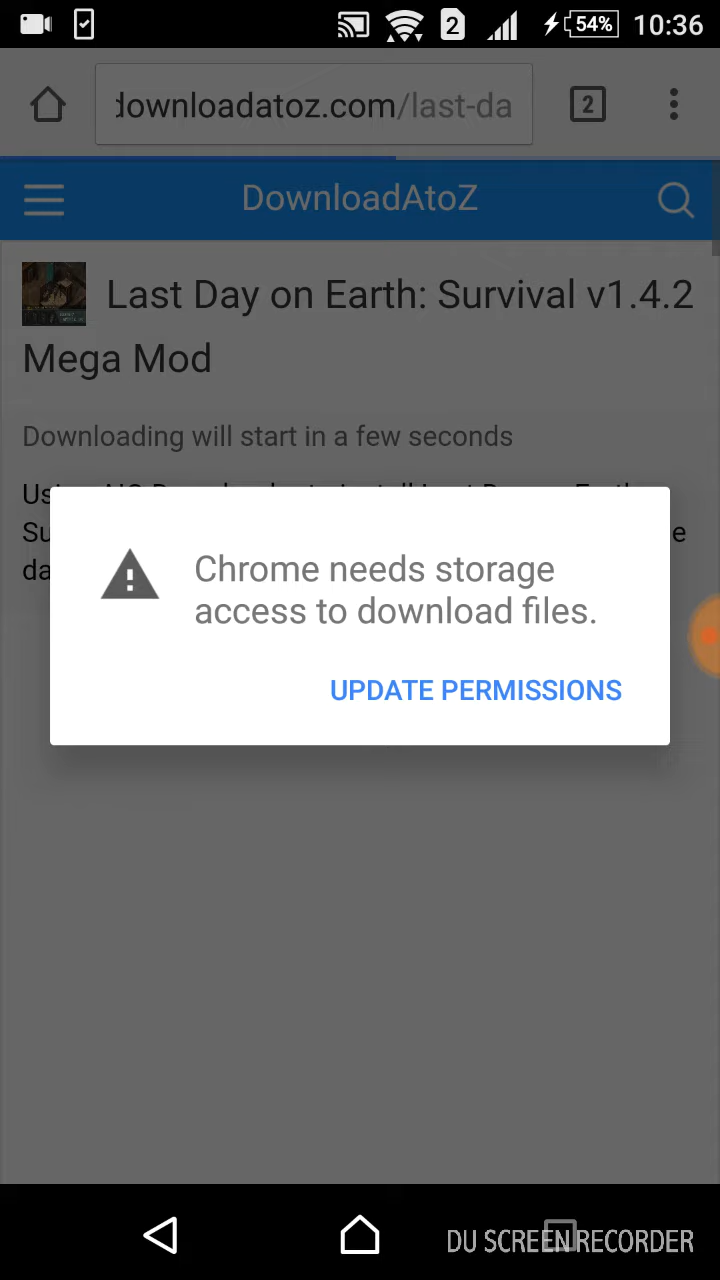 2
54%
10:36
downloadatoz.com/last-da
2
DownloadAtoZ
Last Day on Earth: Survival v1.4.2
Mega Mod
Downloading will start in a few seconds
Chrome needs storage
access to download files.
UPDATE PERMISSIONS
DU SCREEN RECORDER